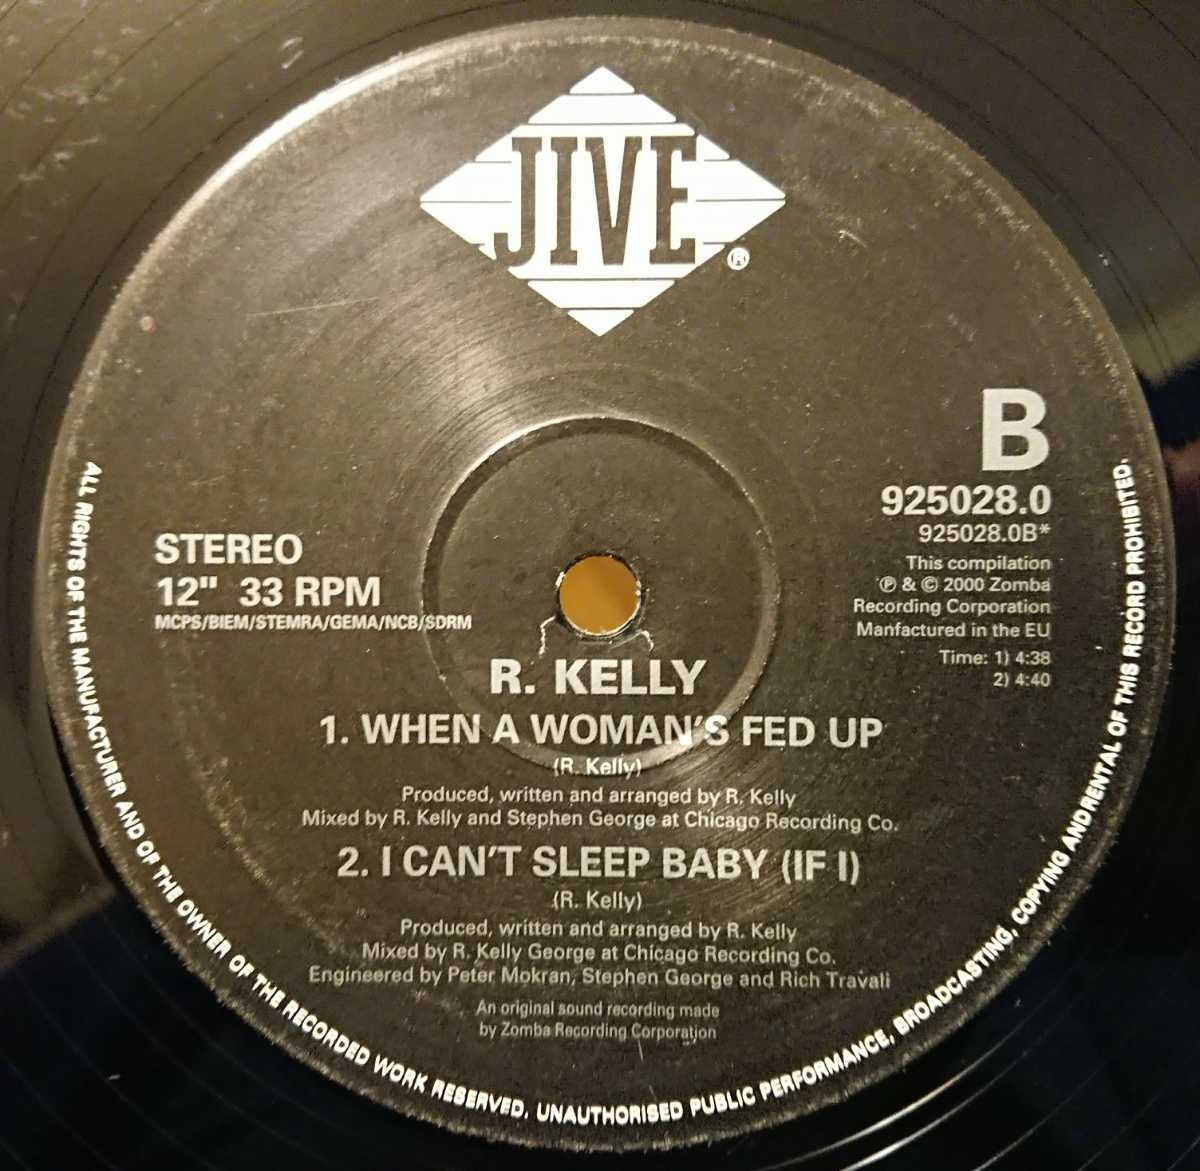 JIVE
®
B
925028.0
925028.0B*
This compilation
℗ & © 2000 Zomba
Recording Corporation
Manfactured in the EU
Time: 1) 4:38
2) 4:40
STEREO
12" 33 RPM
MCPS/BIEM/STEMRA/GEMA/NCB/SDRM
R. KELLY
1. WHEN A WOMAN'S FED UP
(R. Kelly)
Produced, written and arranged by R. Kelly
Mixed by R. Kelly and Stephen George at Chicago Recording Co.
2. I CAN'T SLEEP BABY (IF I)
(R. Kelly)
Produced, written and arranged by R. Kelly
Mixed by R. Kelly George at Chicago Recording Co.
Engineered by Peter Mokran, Stephen George and Rich Travali
An original sound recording made
by Zomba Recording Corporation
ALL RIGHTS OF THE MANUFACTURER AND OF THE OWNER OF THE RECORDED WORK RESERVED. UNAUTHORISED PUBLIC PERFORMANCE, BROADCASTING, COPYING ANDRENTAL OF THIS RECORD PROHIBITED.